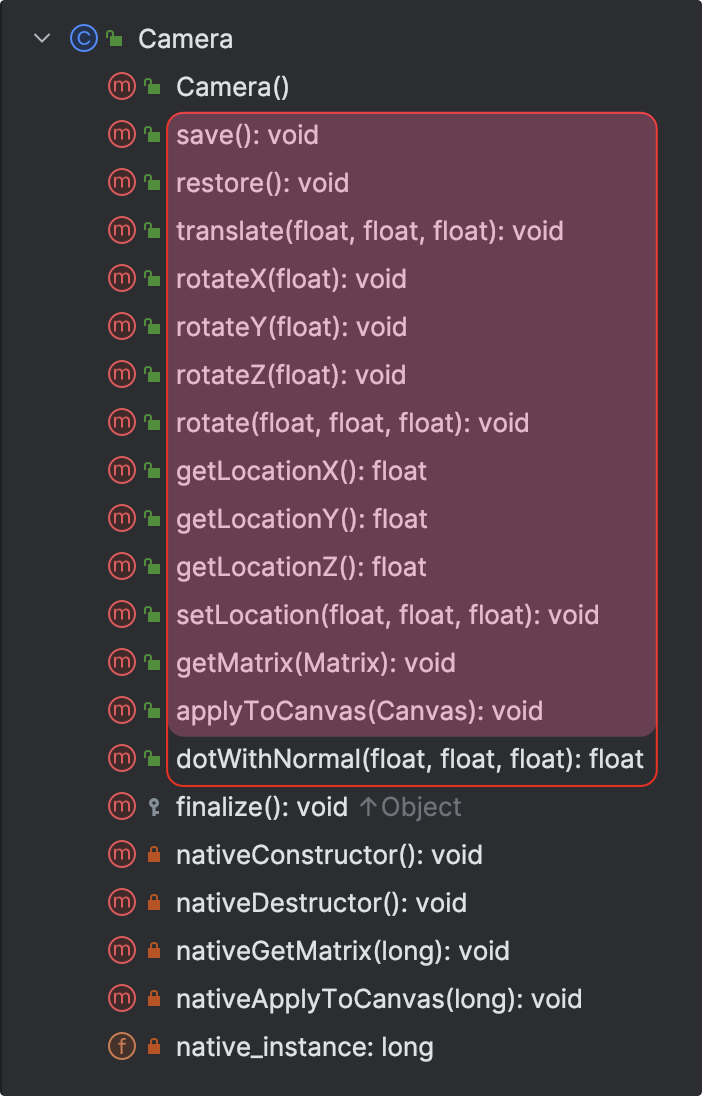 Camera
Camera()
save(): void
restore(): void
translate(float, float, float): void
rotateX(float): void
rotateY(float): void
rotateZ(float): void
rotate(float, float, float): void
getLocationX(): float
getLocationY(): float
getLocationZ(): float
setLocation(float, float, float): void
getMatrix(Matrix): void
applyToCanvas(Canvas): void
dotWithNormal(float, float, float): float
finalize(): void ↑Object
nativeConstructor(): void
nativeDestructor(): void
nativeGetMatrix(long): void
nativeApplyToCanvas(long): void
native_instance: long